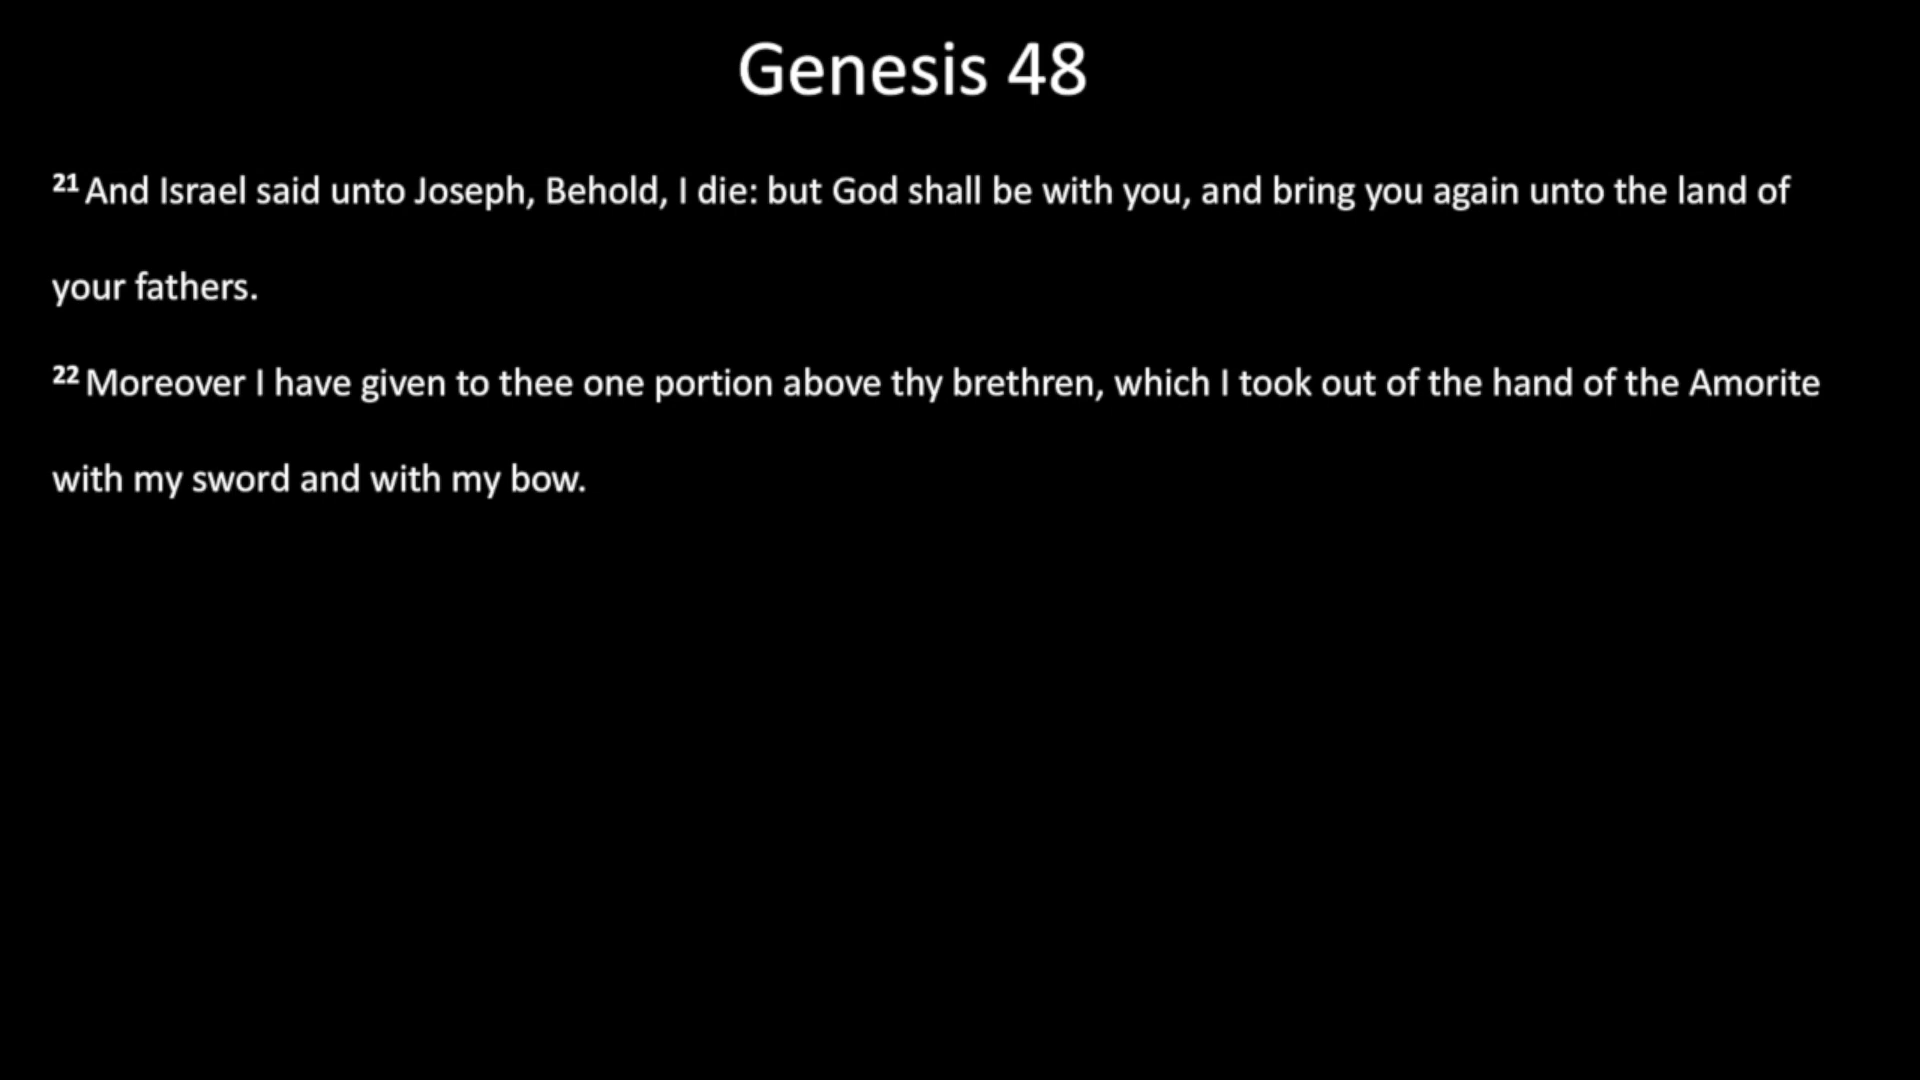 Genesis 48
21 And Israel said unto Joseph, Behold, I die: but God shall be with you, and bring you again unto the land of
your fathers.
22 Moreover I have given to thee one portion above thy brethren, which I took out of the hand of the Amorite
with my sword and with my bow.